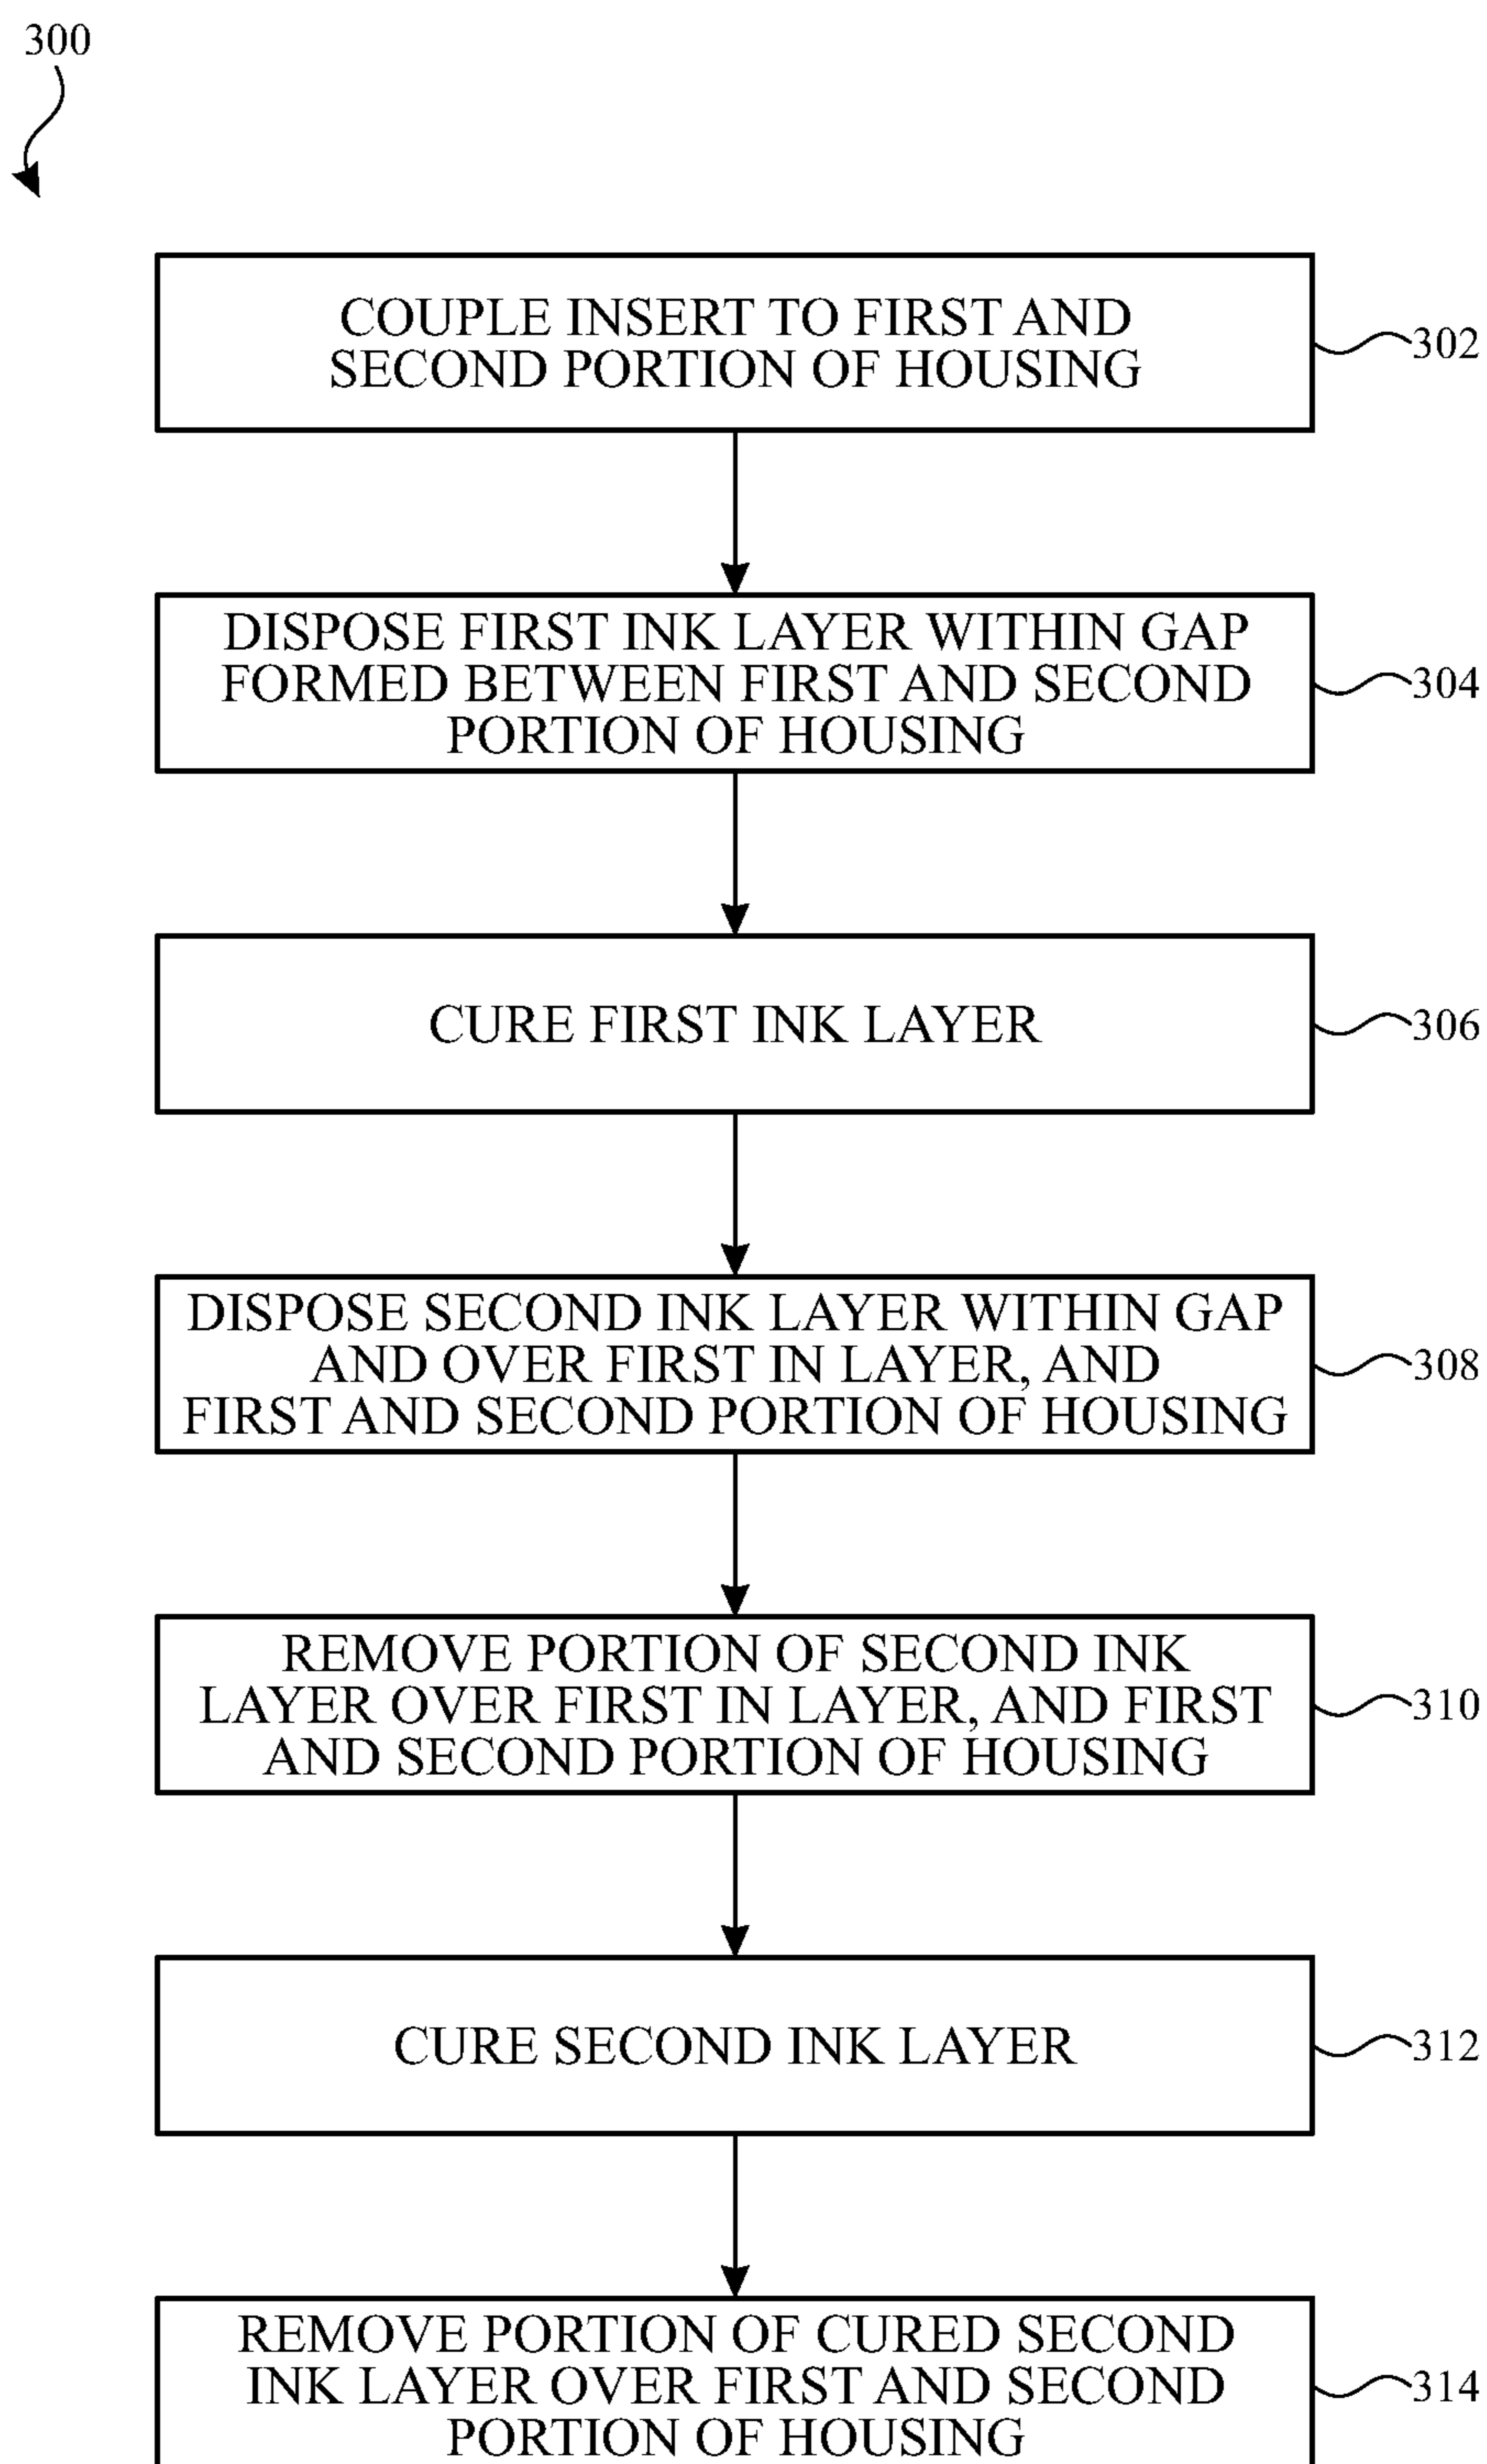 300
COUPLE INSERT TO FIRST AND
SECOND PORTION OF HOUSING
302
DISPOSE FIRST INK LAYER WITHIN GAP
FORMED BETWEEN FIRST AND SECOND
PORTION OF HOUSING
304
CURE FIRST INK LAYER
306
DISPOSE SECOND INK LAYER WITHIN GAP
AND OVER FIRST IN LAYER, AND
FIRST AND SECOND PORTION OF HOUSING
308
REMOVE PORTION OF SECOND INK
LAYER OVER FIRST IN LAYER, AND FIRST
AND SECOND PORTION OF HOUSING
310
CURE SECOND INK LAYER
312
REMOVE PORTION OF CURED SECOND
INK LAYER OVER FIRST AND SECOND
PORTION OF HOUSING
314